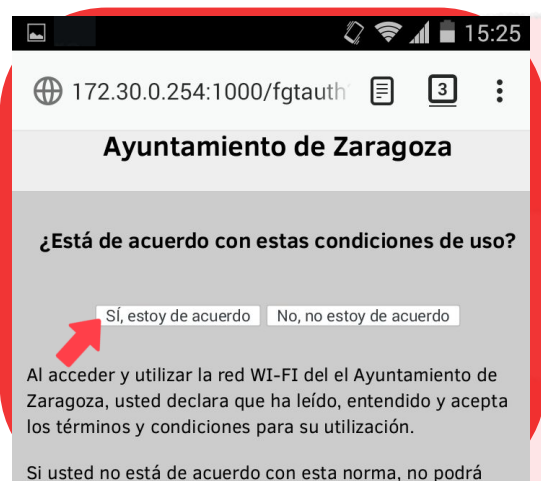 15:25
172.30.0.254:1000/fgtauth
3
Ayuntamiento de Zaragoza
¿Está de acuerdo con estas condiciones de uso?
SÍ, estoy de acuerdo No, no estoy de acuerdo
Al acceder y utilizar la red WI-FI del el Ayuntamiento de
Zaragoza, usted declara que ha leído, entendido y acepta
los términos y condiciones para su utilización.
Si usted no está de acuerdo con esta norma, no podrá